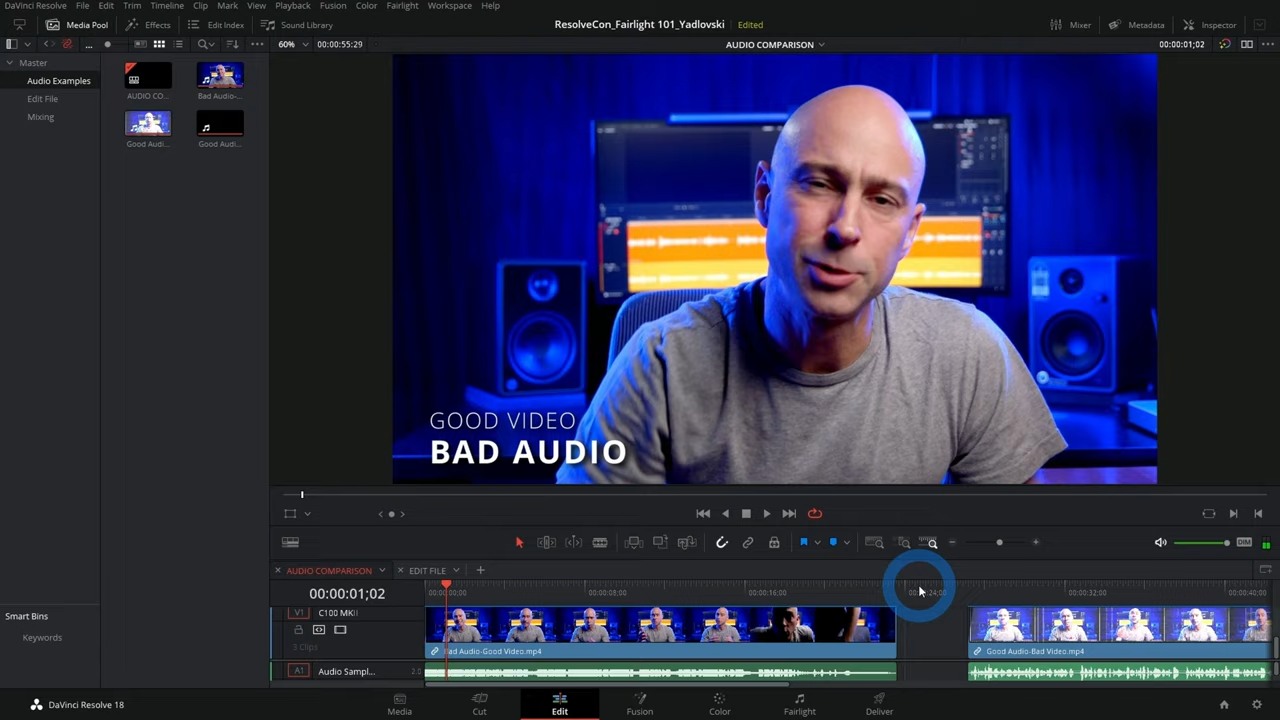 DaVinci Resolve File Edit Trim Timeline Clip Mark View Playback Fusion Color Fairlight Workspace Help
Media Pool Effects Edit Index Sound Library ResolveCon_Fairlight 101_Yadlovski Edited Mixer Metadata Inspector
... 60% 00:00:55:29 AUDIO COMPARISON 00:00:01;02
Master
Audio Examples
Edit File
Mixing
AUDIO CO... Bad Audio-...
Good Audi... Good Audi...
GOOD VIDEO
BAD AUDIO
DIM
AUDIO COMPARISON EDIT FILE
00:00:01;02 00:00:00;00 00:00:08;00 00:00:16;00 00:00:24;00 00:00:32;00 00:00:40;00
V1 C100 MKII
3 Clips
Bad Audio-Good Video.mp4 Good Audio-Bad Video.mp4
A1 Audio Sampl... 2.0
Smart Bins
Keywords
DaVinci Resolve 18 Media Cut Edit Fusion Color Fairlight Deliver